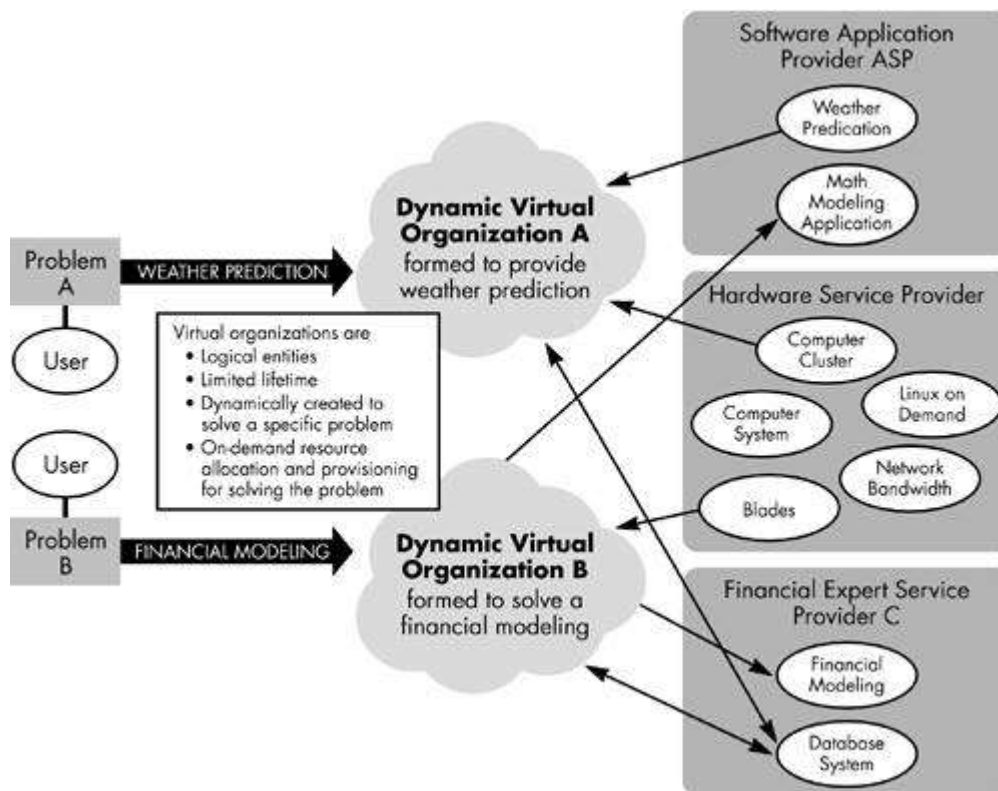 Software Application
Provider ASP
Weather
Predication
Math
Modeling
Application
Dynamic Virtual
Organization A
formed to provide
weather prediction
Problem
A
WEATHER PREDICTION
User
Virtual organizations are
• Logical entities
• Limited lifetime
• Dynamically created to
solve a specific problem
• On-demand resource
allocation and provisioning
for solving the problem
Hardware Service Provider
Computer
Cluster
Linux on
Demand
Computer
System
Network
Bandwidth
Blades
User
Problem
B
FINANCIAL MODELING
Dynamic Virtual
Organization B
formed to solve a
financial modeling
Financial Expert Service
Provider C
Financial
Modeling
Database
System